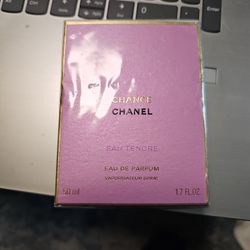 CHANCE
CHANEL
EAU TENDRE
EAU DE PARFUM
VAPORISATEUR SPRAY
50 ml 1.7 FL. OZ.